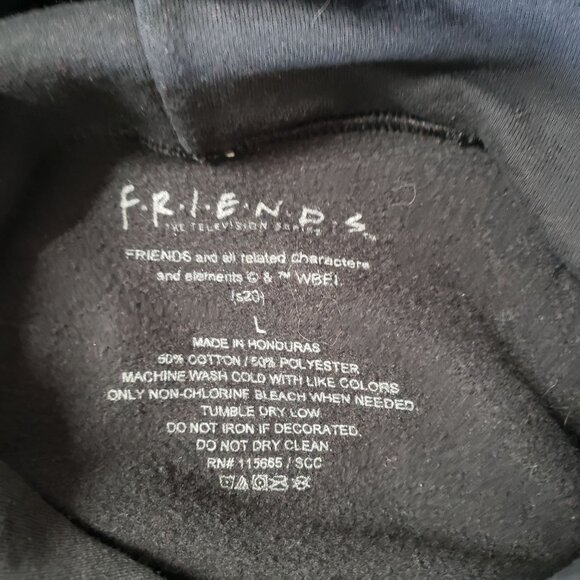 F·R·I·E·N·D·S
THE TELEVISION SERIES ™
FRIENDS and all related characters
and elements © & ™ WBEI.
(s20)
L
MADE IN HONDURAS
50% COTTON / 50% POLYESTER
MACHINE WASH COLD WITH LIKE COLORS
ONLY NON-CHLORINE BLEACH WHEN NEEDED.
TUMBLE DRY LOW.
DO NOT IRON IF DECORATED.
DO NOT DRY CLEAN.
RN# 115665 / SCC